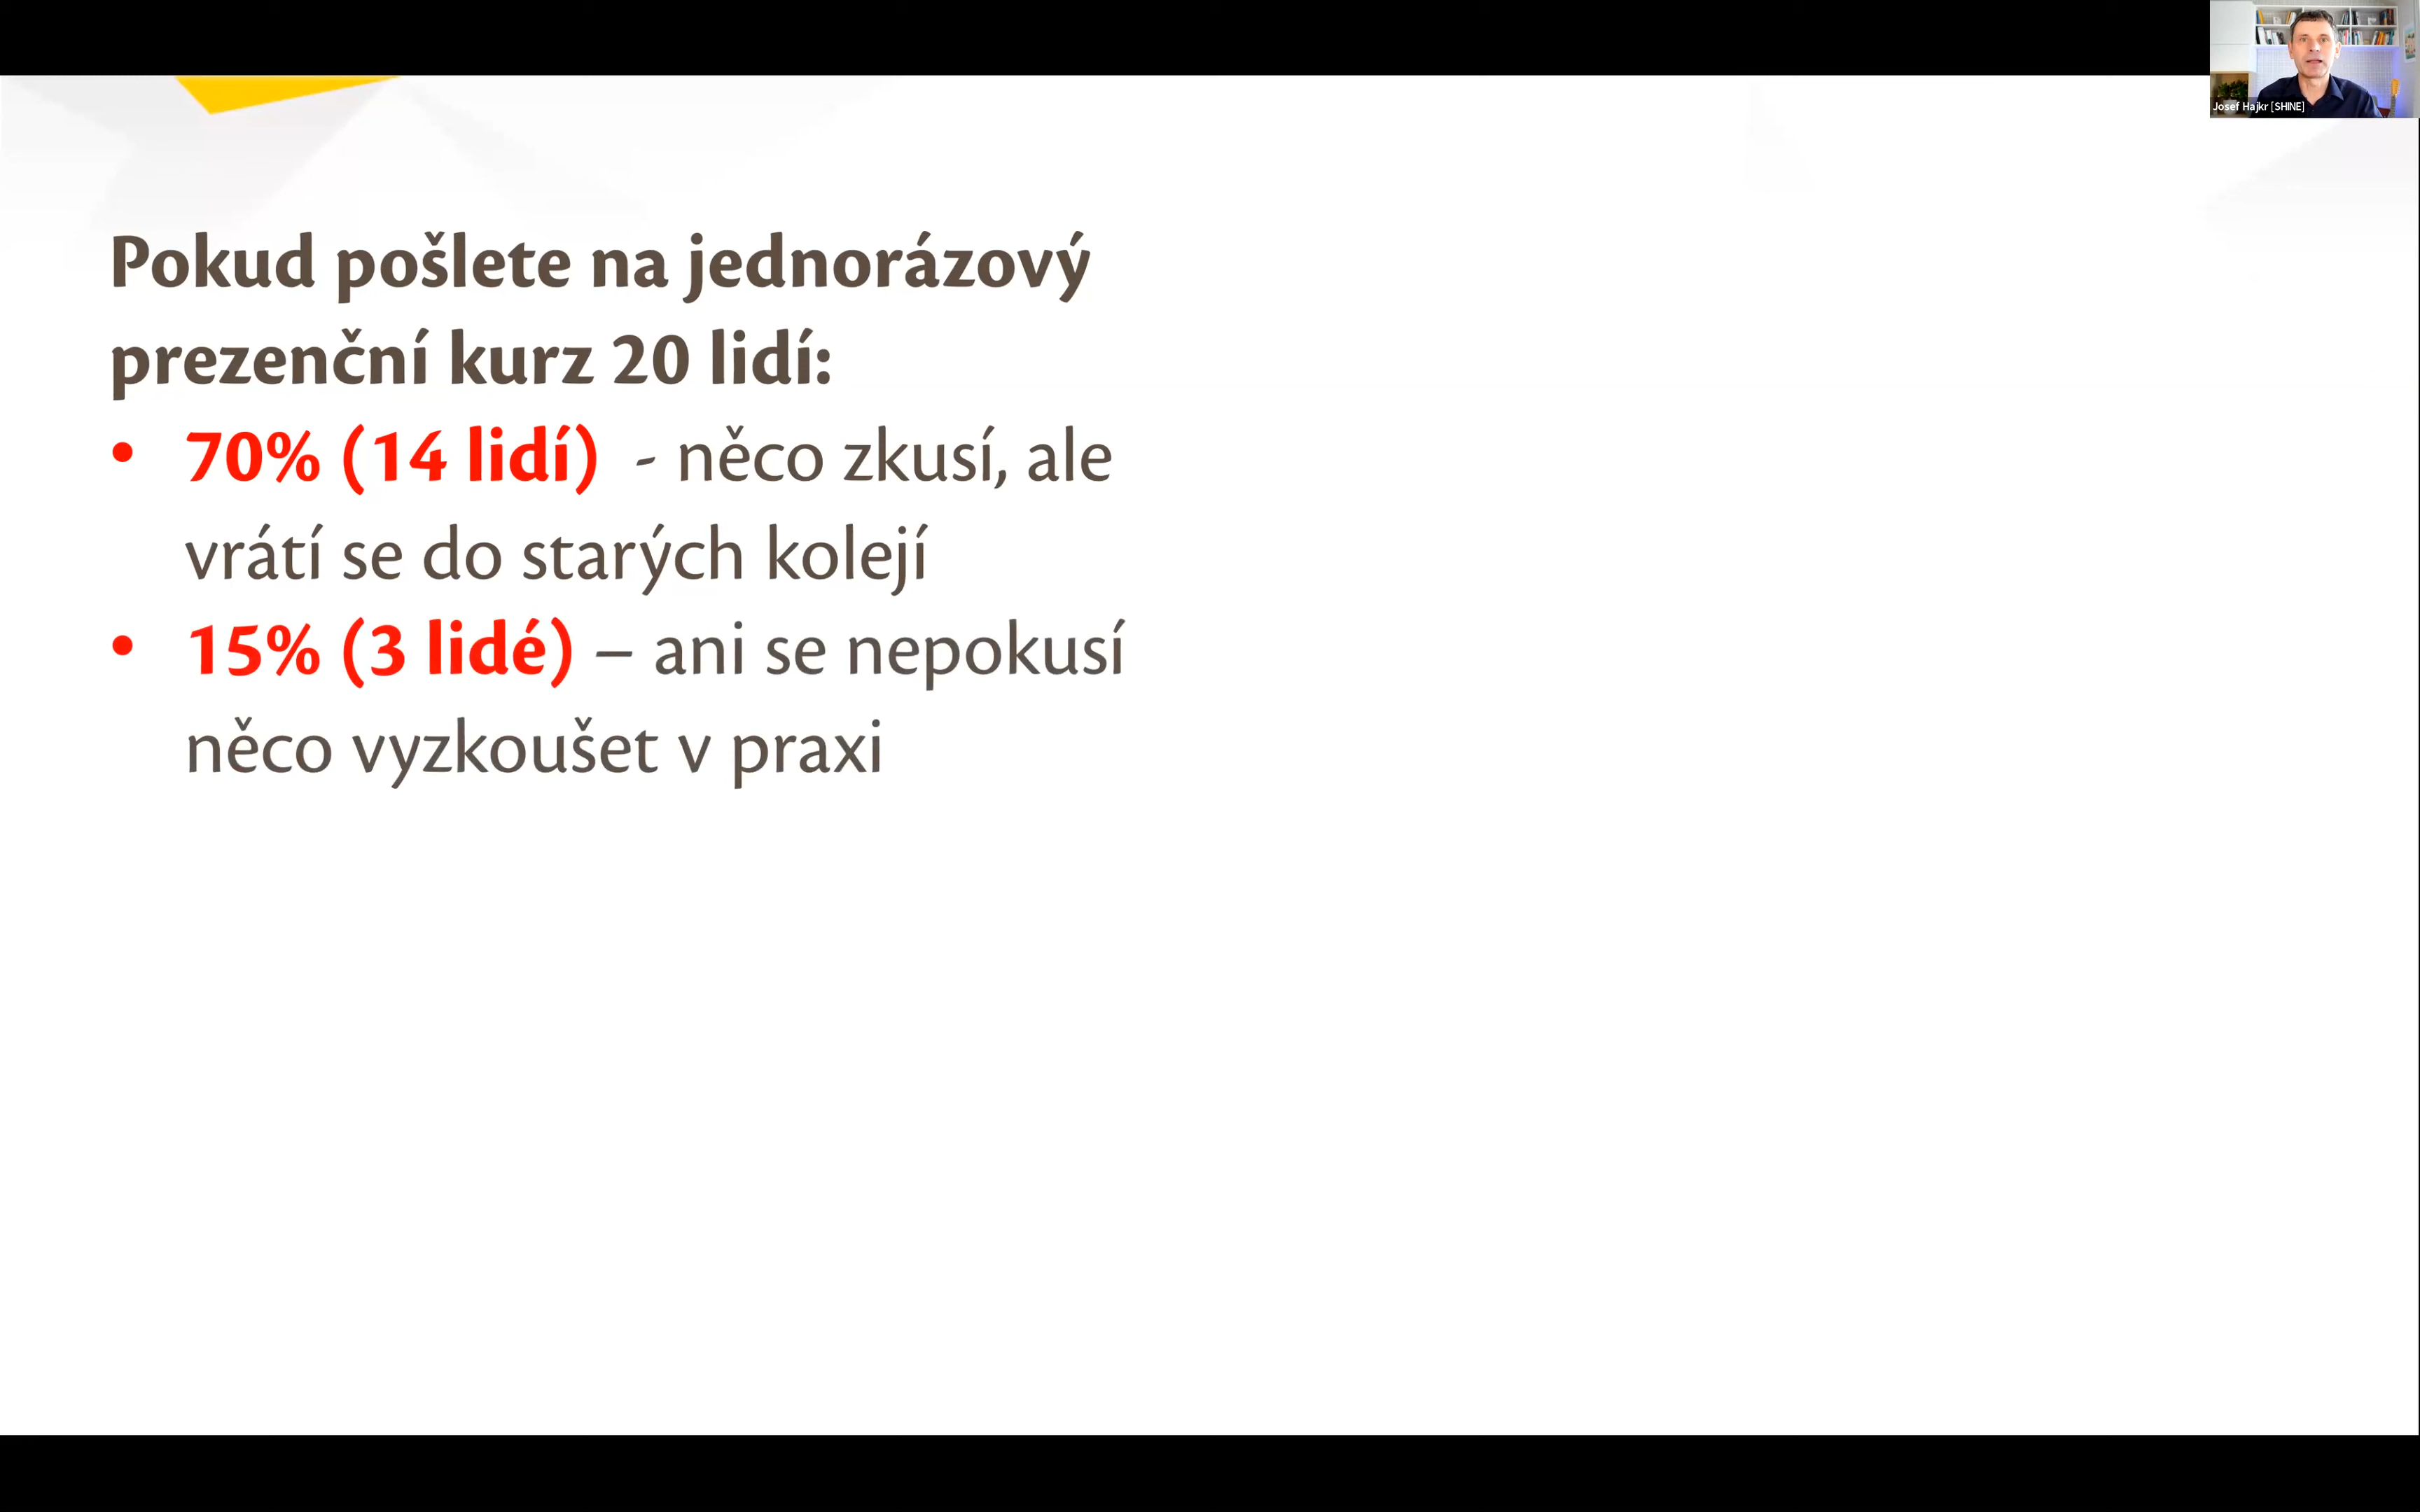 Josef Hajkr [SHINE]
Pokud pošlete na jednorázový
prezenční kurz 20 lidí:
• 70% (14 lidí) - něco zkusí, ale
vrátí se do starých kolejí
• 15% (3 lidé) – ani se nepokusí
něco vyzkoušet v praxi